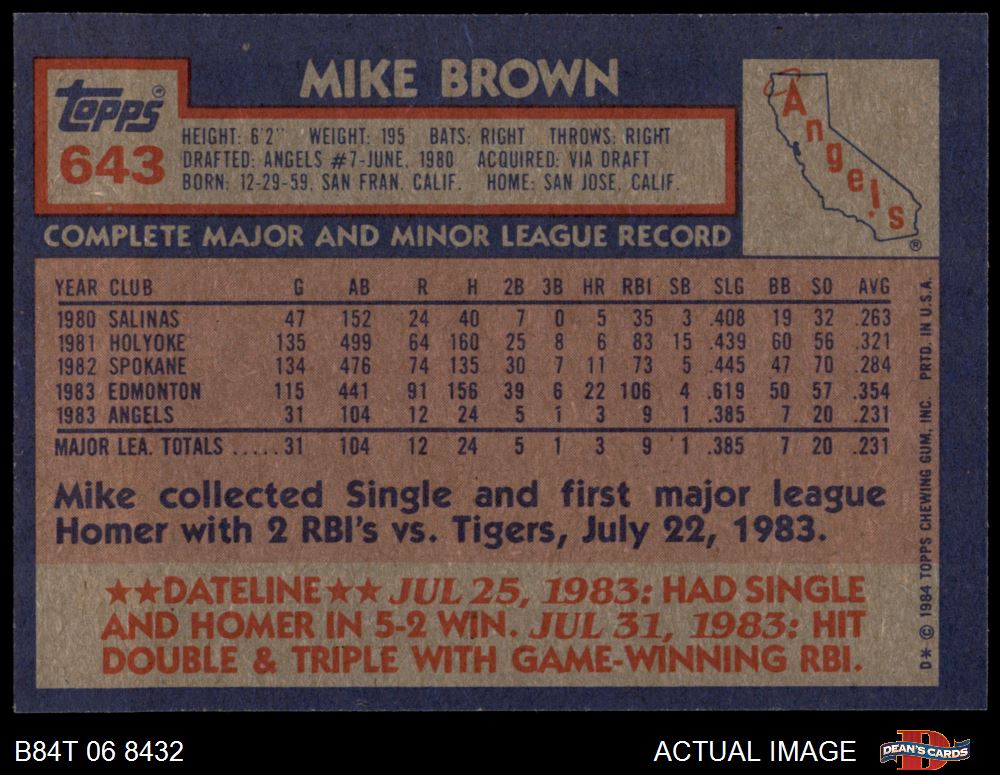 MIKE BROWN
Topps®
643
HEIGHT: 6'2" WEIGHT: 195 BATS: RIGHT THROWS: RIGHT
DRAFTED: ANGELS #7-JUNE, 1980 ACQUIRED: VIA DRAFT
BORN: 12-29-59, SAN FRAN, CALIF. HOME: SAN JOSE, CALIF.
Angels
®
COMPLETE MAJOR AND MINOR LEAGUE RECORD
YEAR CLUB G AB R H 2B 3B HR RBI SB SLG BB SO AVG
1980 SALINAS 47 152 24 40 7 0 5 35 3 .408 19 32 .263
1981 HOLYOKE 135 499 64 160 25 8 6 83 15 .439 60 56 .321
1982 SPOKANE 134 476 74 135 30 7 11 73 5 .445 47 70 .284
1983 EDMONTON 115 441 91 156 39 6 22 106 4 .619 50 57 .354
1983 ANGELS 31 104 12 24 5 1 3 9 1 .385 7 20 .231
MAJOR LEA. TOTALS .....31 104 12 24 5 1 3 9 1 .385 7 20 .231
Mike collected Single and first major league
Homer with 2 RBI's vs. Tigers, July 22, 1983.
★★DATELINE★★ JUL 25, 1983: HAD SINGLE
AND HOMER IN 5-2 WIN. JUL 31, 1983: HIT
DOUBLE & TRIPLE WITH GAME-WINNING RBI.
D* © 1984 TOPPS CHEWING GUM, INC. PRTD. IN U.S.A.
B84T 06 8432
ACTUAL IMAGE
D
DEAN'S CARDS